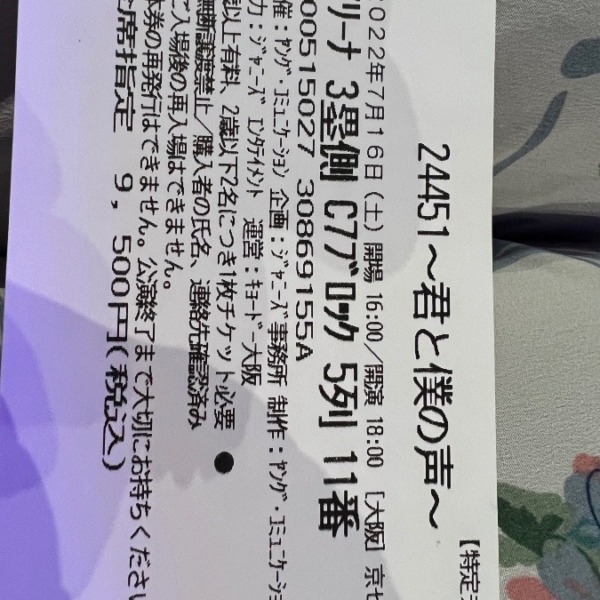 【特定
24451〜君と僕の声〜
2022年7月16日(土) 開場 16:00/開演 18:00 [大阪] 京セ
リーナ 3塁側 C7ブロック 5列 11番
00515027 30869155A
催:ヤング・コミュニケーション 企画:ジャニーズ事務所 制作:ヤング・コミュニケーショ
力:ジャニーズ エンタテイメント 運営:キョードー大阪
歳以上有料、2歳以下2名につき1枚チケット必要 ●
無断譲渡禁止/購入者の氏名、連絡先確認済み
ご入場後の再入場はできません。
本券の再発行はできません。公演終了まで大切にお持ちくださ
席指定 9,500円(税込)